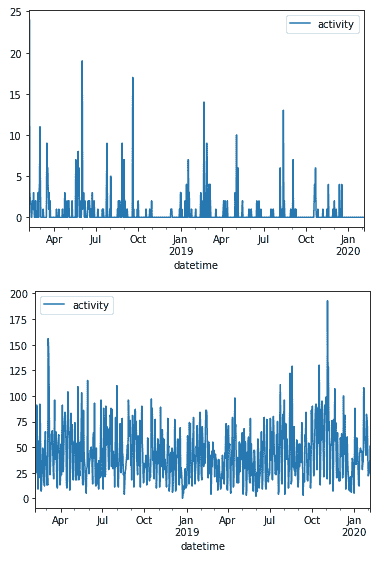 25
20
15
10
5
0
activity
Apr
Jul
Oct
Jan
2019
Apr
Jul
Oct
Jan
2020
datetime
200
175
150
125
100
75
50
25
0
activity
Apr
Jul
Oct
Jan
2019
Apr
Jul
Oct
Jan
2020
datetime